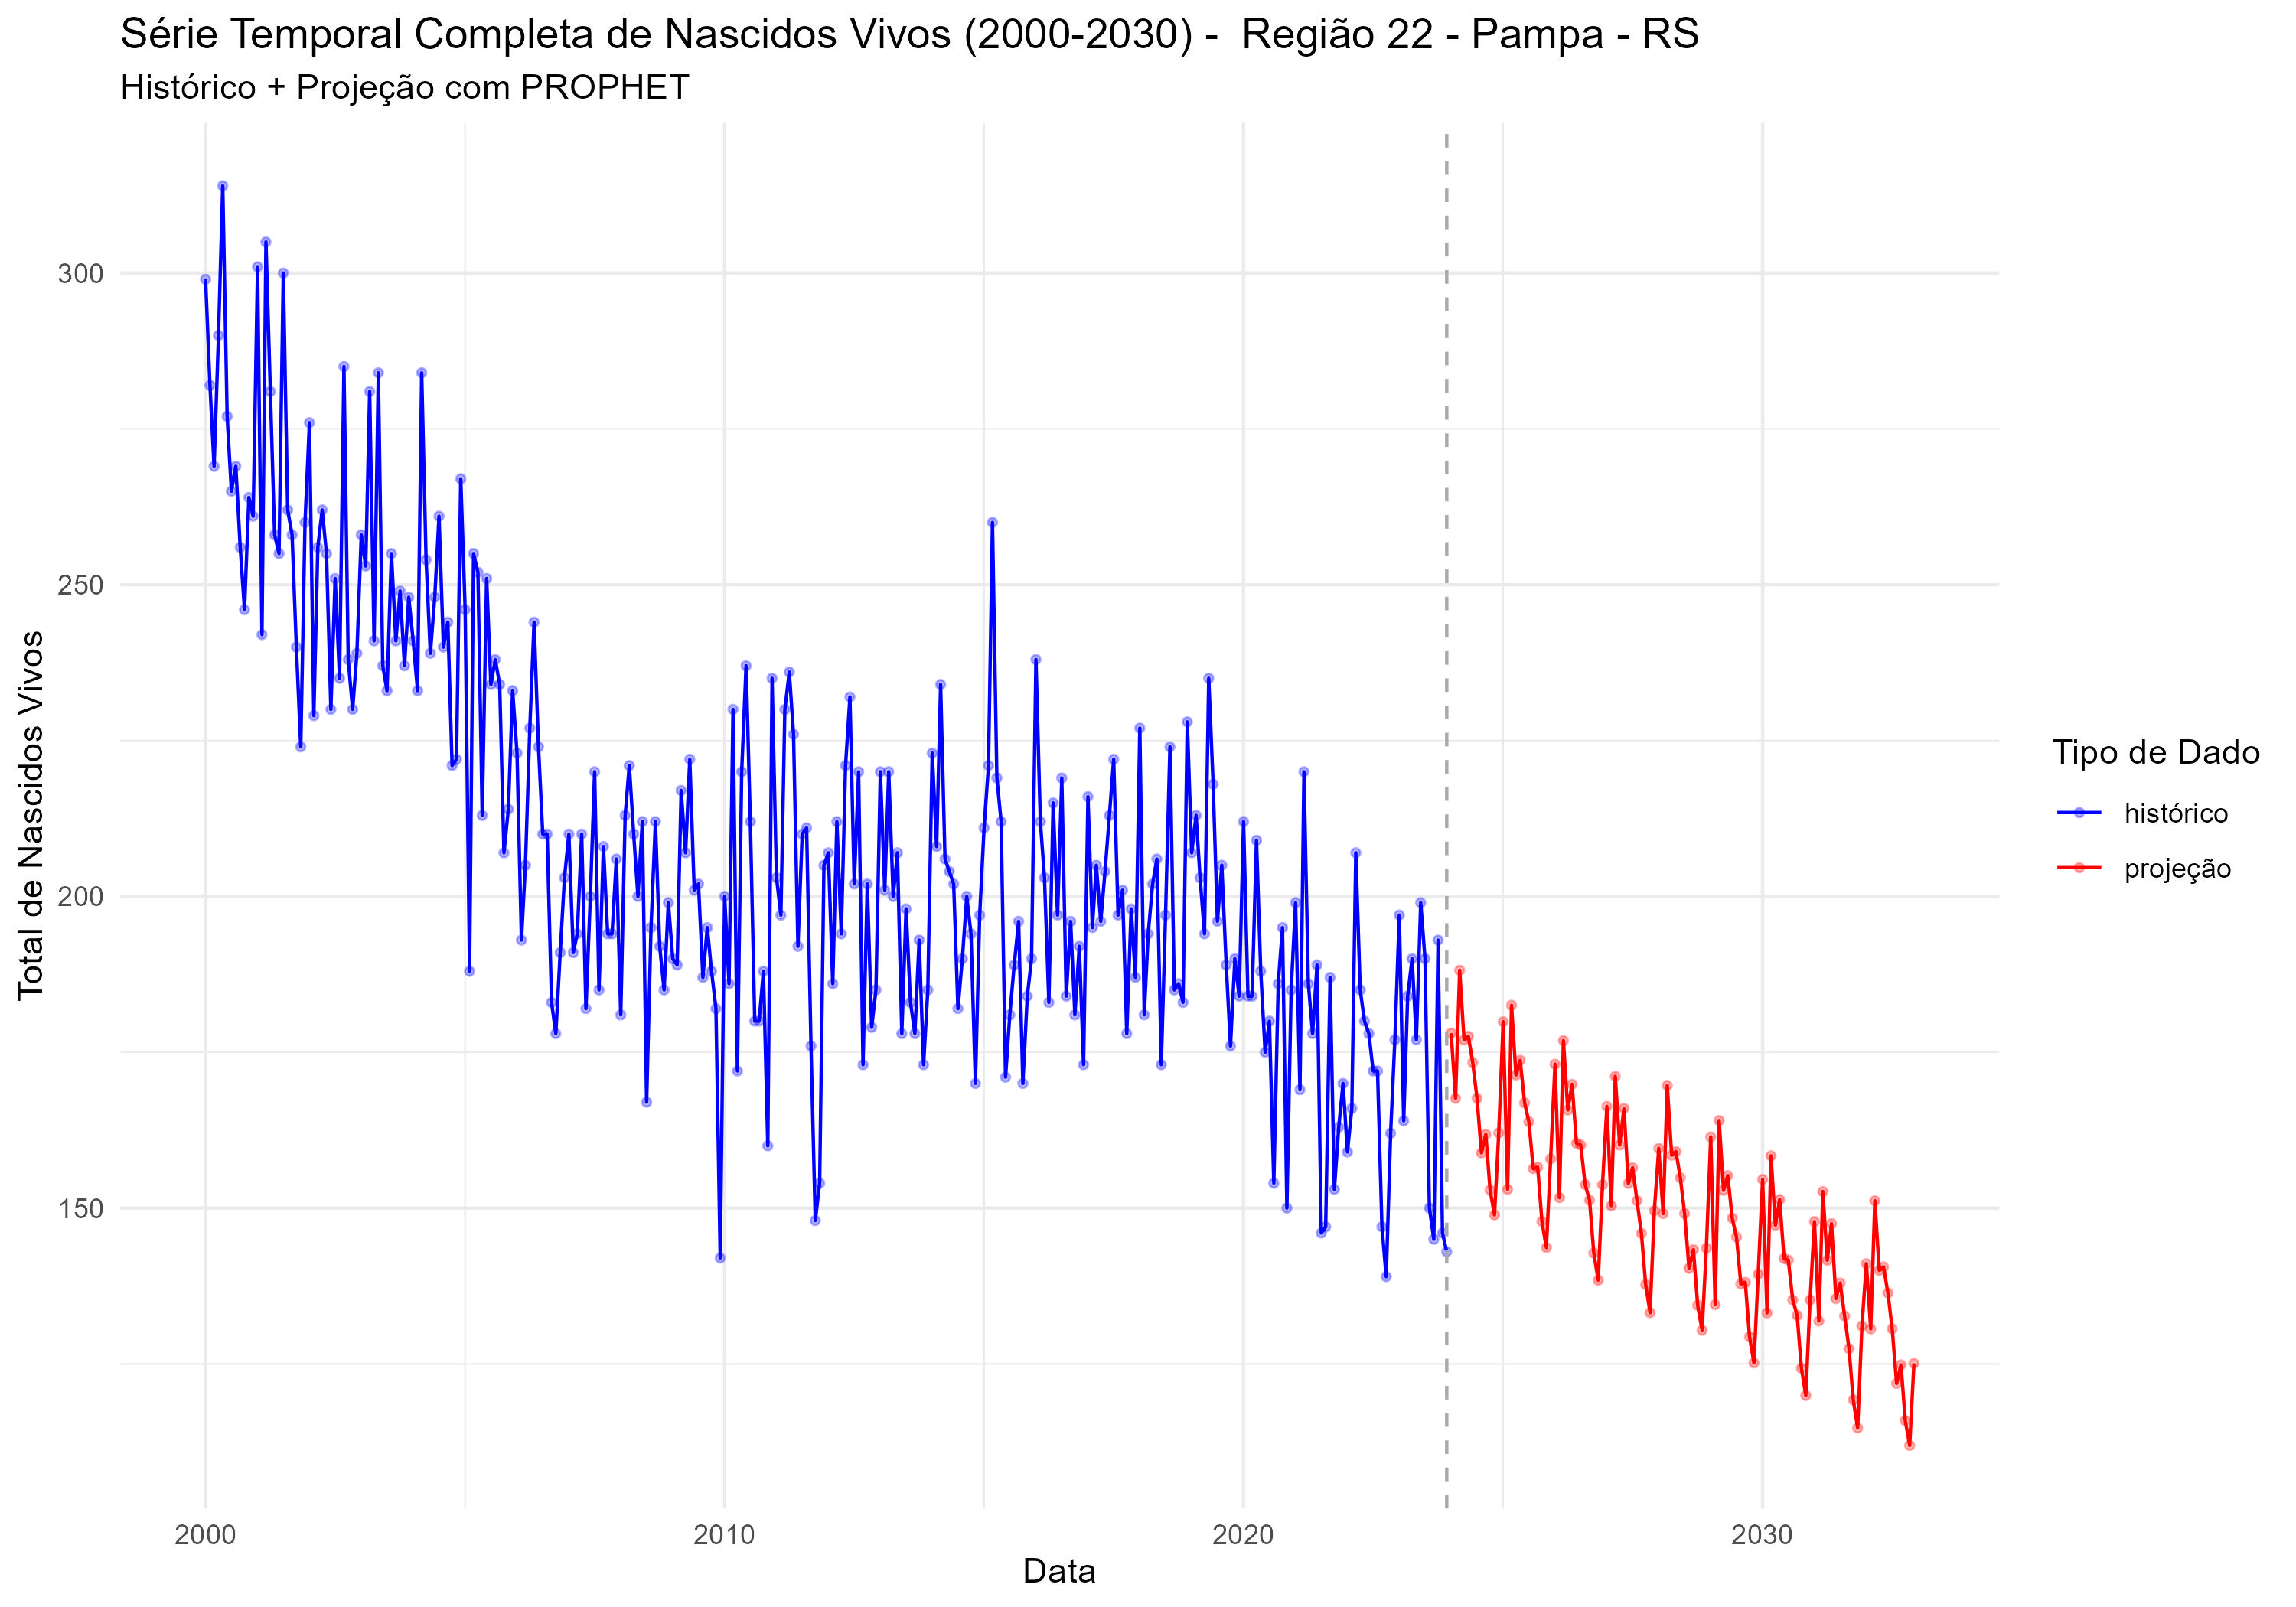 Série Temporal Completa de Nascidos Vivos (2000-2030) -  Região 22 - Pampa - RS
Histórico + Projeção com PROPHET
Total de Nascidos Vivos
300
250
200
150
2000
2010
2020
2030
Data
Tipo de Dado
histórico
projeção